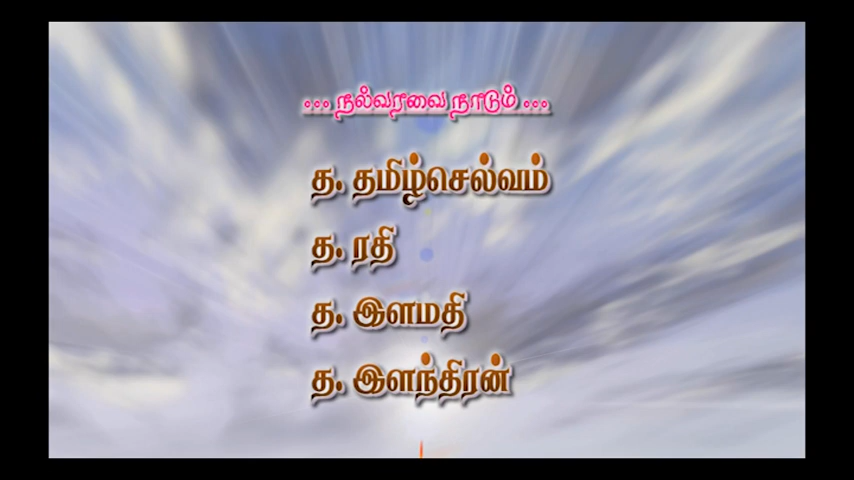 ... நல்வரவை நாடும் ...
த. தமிழ்செல்வம்
த. ரதி
த. இளமதி
த. இளந்திரன்